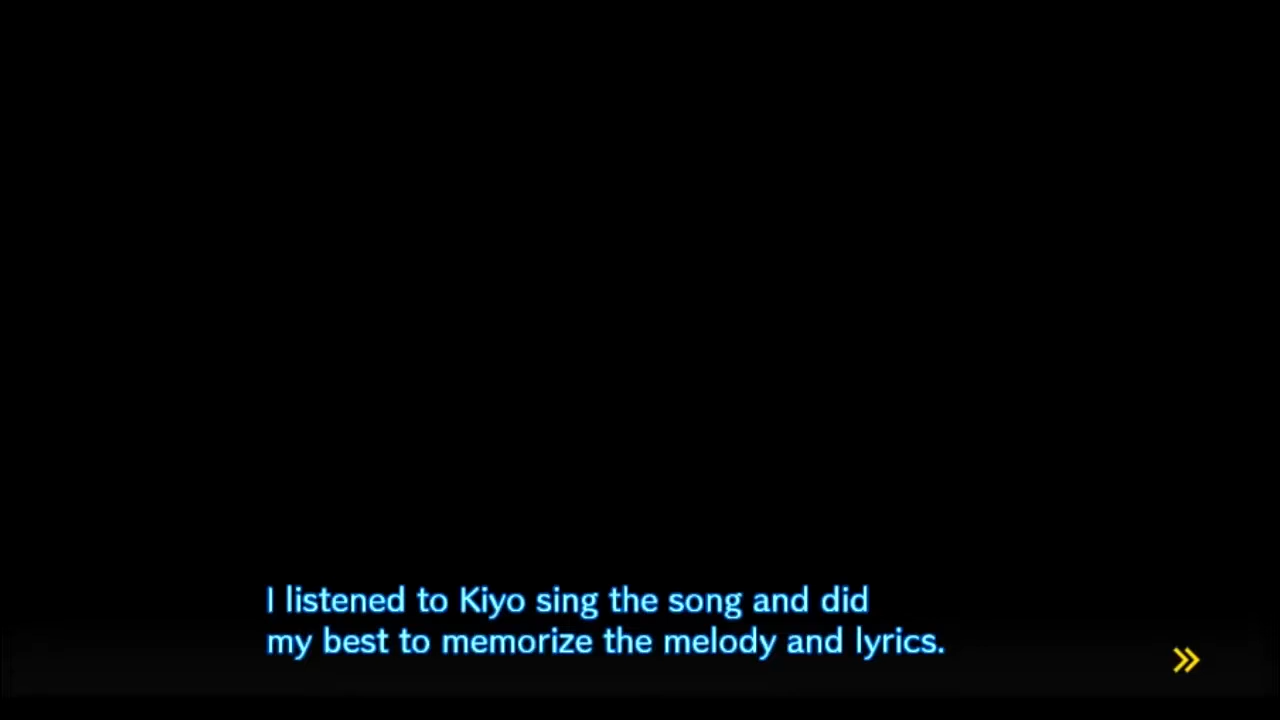 I listened to Kiyo sing the song and did
my best to memorize the melody and lyrics.